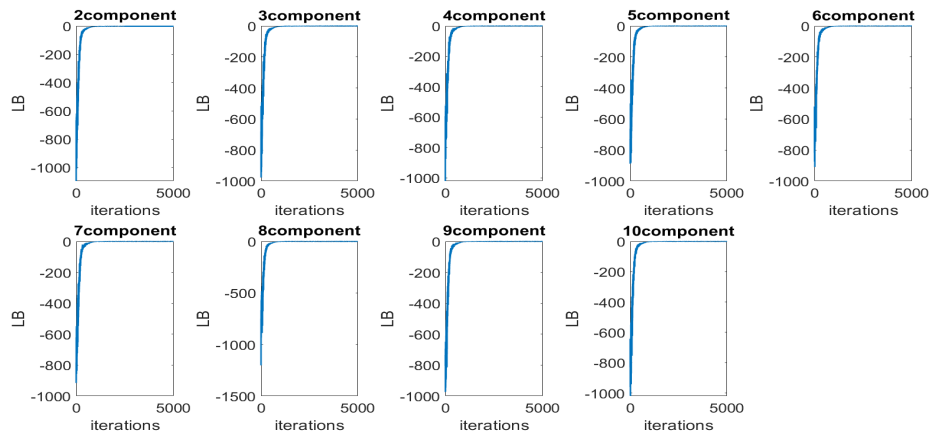 2component
0
-200
-400
-600
-800
-1000
LB
0 5000
iterations
3component
0
-200
-400
-600
-800
-1000
LB
0 5000
iterations
4component
0
-200
-400
-600
-800
-1000
LB
0 5000
iterations
5component
0
-200
-400
-600
-800
-1000
LB
0 5000
iterations
6component
0
-200
-400
-600
-800
-1000
LB
0 5000
iterations
7component
0
-200
-400
-600
-800
-1000
LB
0 5000
iterations
8component
0
-500
-1000
-1500
LB
0 5000
iterations
9component
0
-200
-400
-600
-800
-1000
LB
0 5000
iterations
10component
0
-200
-400
-600
-800
-1000
LB
0 5000
iterations